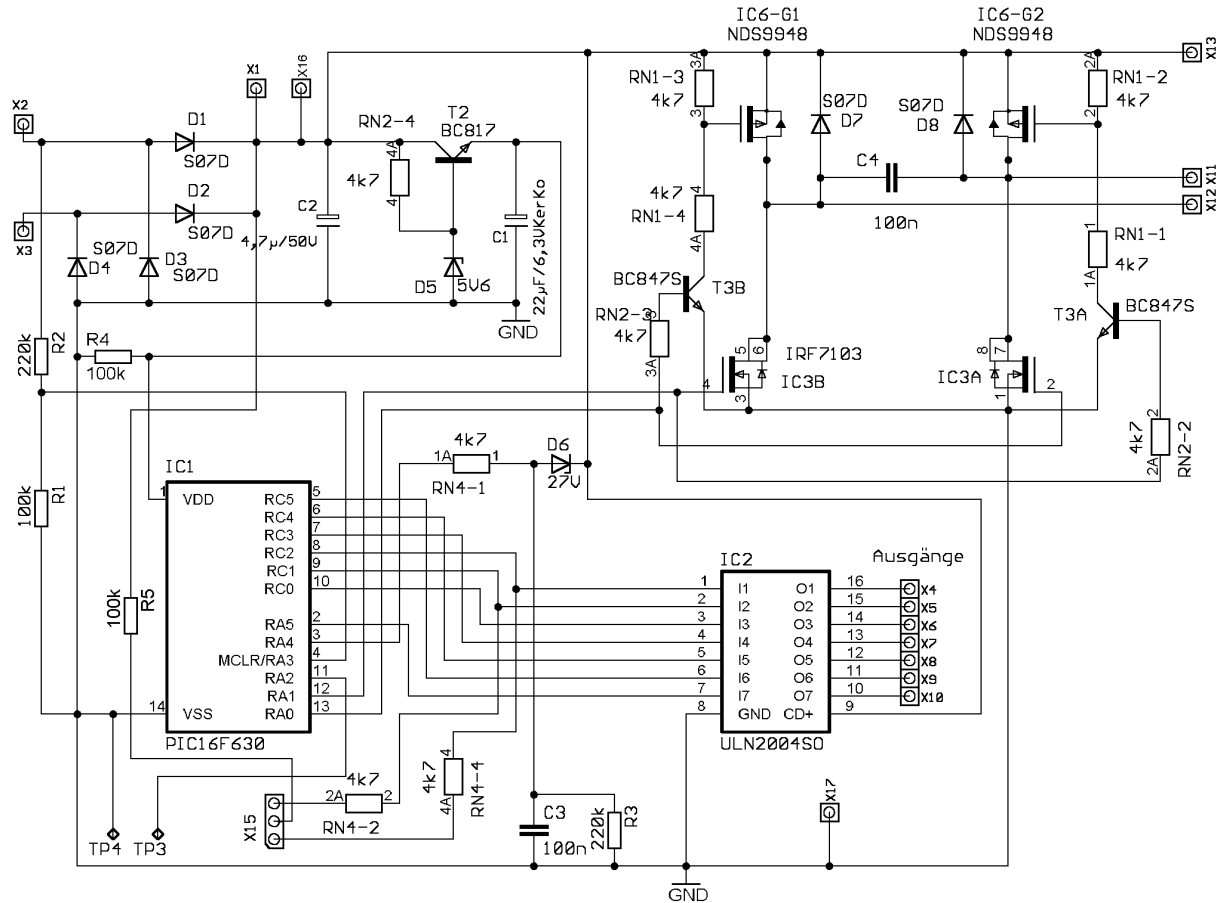 IC6-G1
NDS9948
IC6-G2
NDS9948
X13
X1
X16
X2
D1
S07D
RN2-4
T2
BC817
4A
4k7
4
RN1-3
4k7
3A
3
S07D
D7
S07D
D8
2A
2
RN1-2
4k7
C4
100n
X11
X12
X3
D2
S07D
S07D
D4
D3
S07D
C2
4,7µ/50V
C1
22µF/6,3VKerKo
D5
5V6
GND
4k7
RN1-4
4
4A
BC847S
T3B
RN2-3
4k7
3
3A
1
1A
RN1-1
4k7
T3A
BC847S
R2
220k
R4
100k
4
5
6
3
IRF7103
IC3B
IC3A
8
7
1
2
2
4k7
2A
RN2-2
R1
100k
4k7
1A
1
RN4-1
D6
27V
IC1
1
VDD
RC5
5
RC4
6
RC3
7
RC2
8
RC1
9
RC0
10
RA5
2
RA4
3
MCLR/RA3
4
RA2
11
RA1
12
RA0
13
14
VSS
PIC16F630
100k
R5
IC2
Ausgänge
1
I1
O1
16
X4
2
I2
O2
15
X5
3
I3
O3
14
X6
4
I4
O4
13
X7
5
I5
O5
12
X8
6
I6
O6
11
X9
7
I7
O7
10
X10
8
GND
CD+
9
ULN2004SO
4k7
2A
2
RN4-2
X15
4
4k7
4A
RN4-4
C3
100n
220k
R3
X17
TP4
TP3
GND